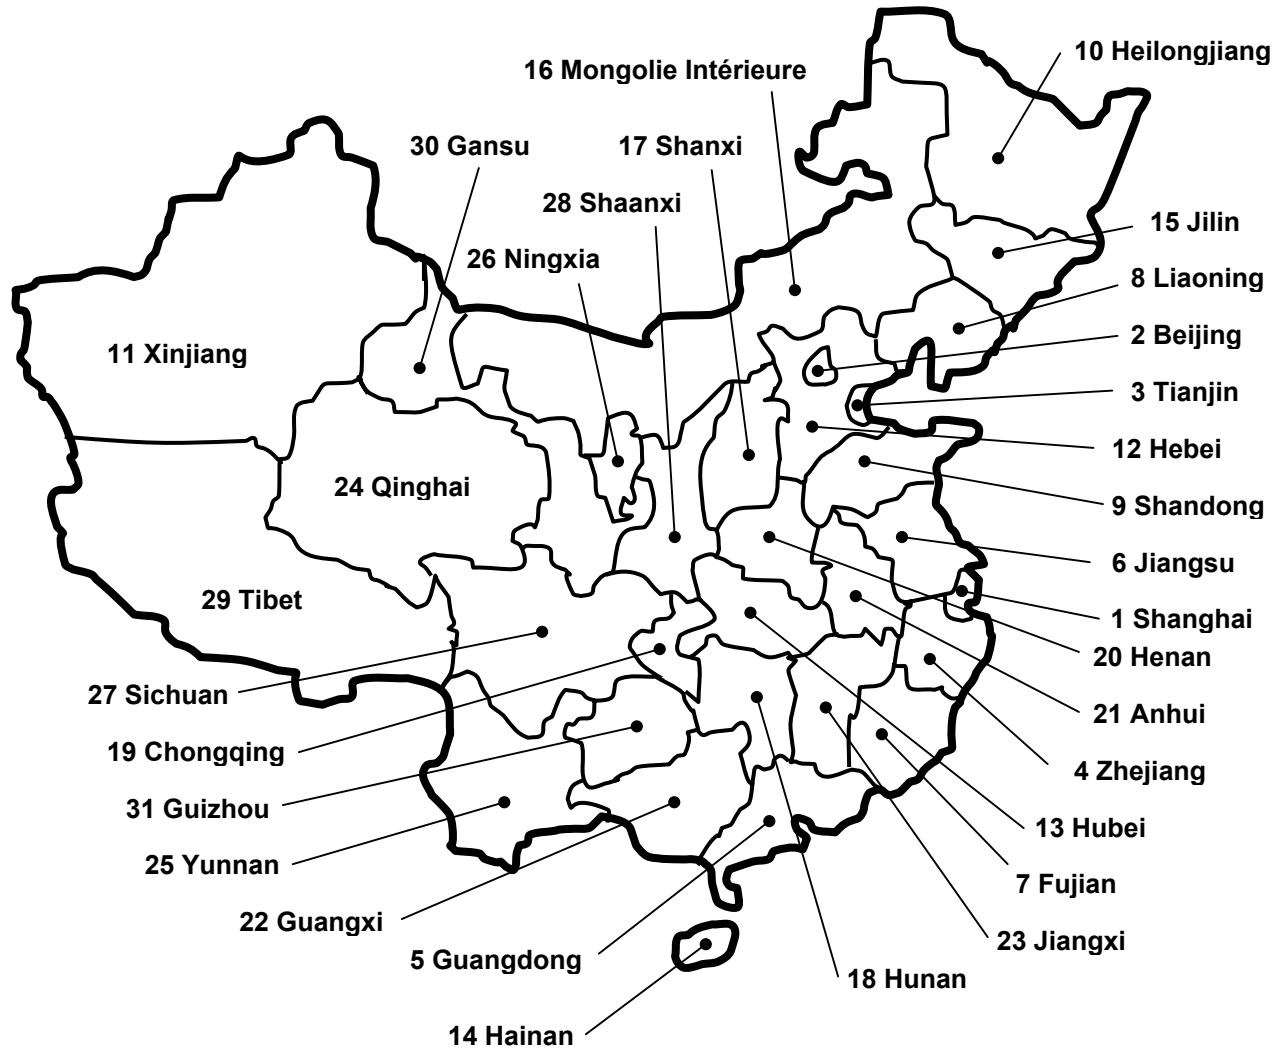 10 Heilongjiang
16 Mongolie Intérieure
30 Gansu
17 Shanxi
28 Shaanxi
15 Jilin
26 Ningxia
8 Liaoning
2 Beijing
11 Xinjiang
3 Tianjin
12 Hebei
24 Qinghai
9 Shandong
6 Jiangsu
29 Tibet
1 Shanghai
20 Henan
27 Sichuan
21 Anhui
19 Chongqing
4 Zhejiang
31 Guizhou
13 Hubei
25 Yunnan
7 Fujian
22 Guangxi
23 Jiangxi
5 Guangdong
18 Hunan
14 Hainan